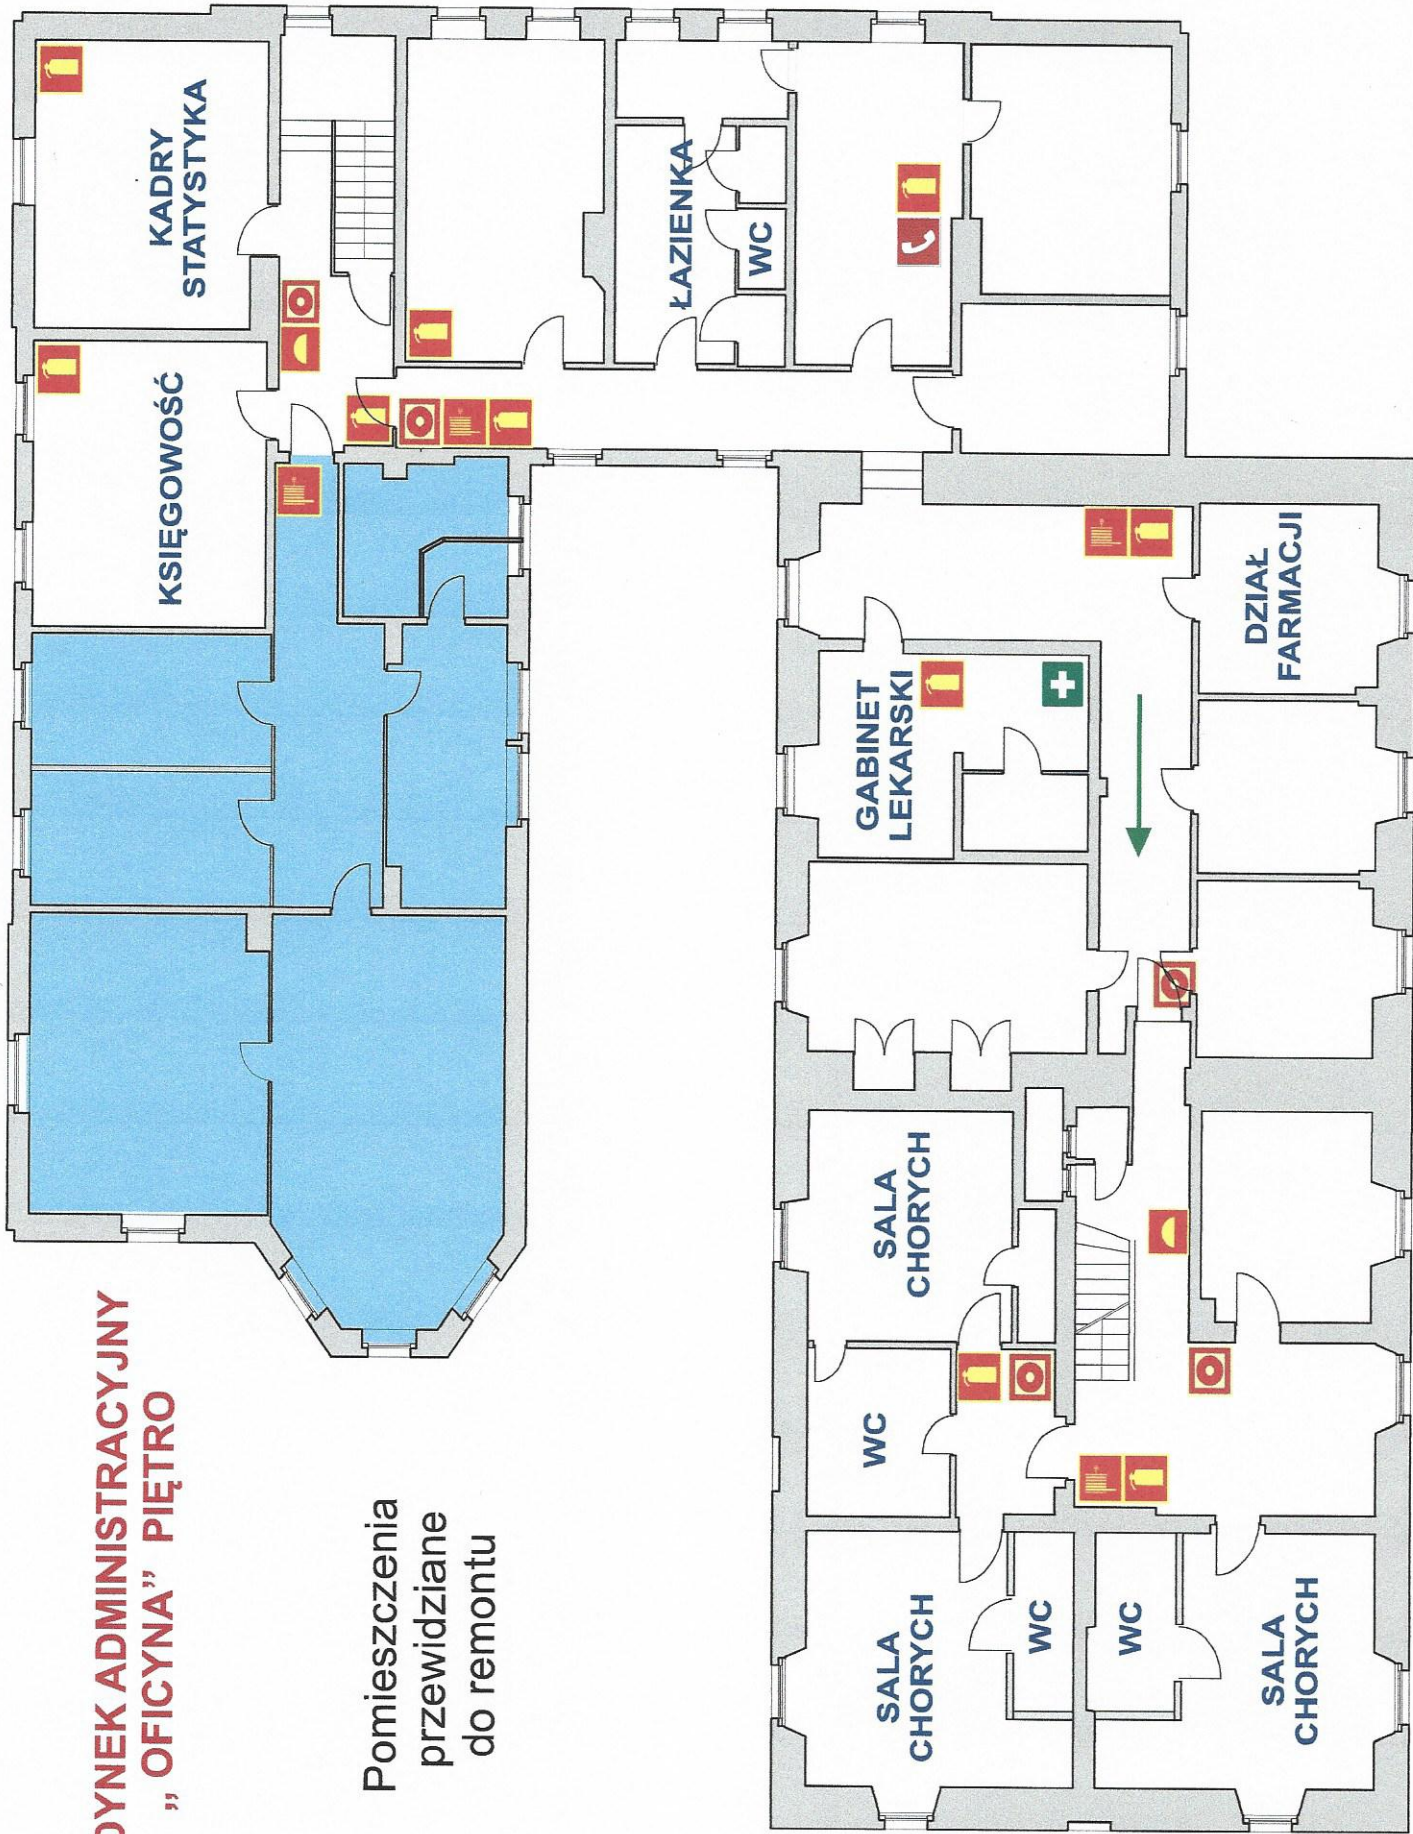 DYNEK ADMINISTRACYJNY
„ OFICYNA” PIĘTRO
Pomieszczenia
przewidziane
do remontu
KSIĘGOWOŚĆ
KADRY
STATYSTYKA
ŁAZIENKA
WC
SALA
CHORYCH
WC
SALA
CHORYCH
GABINET
LEKARSKI
WC
WC
SALA
CHORYCH
DZIAŁ
FARMACJI